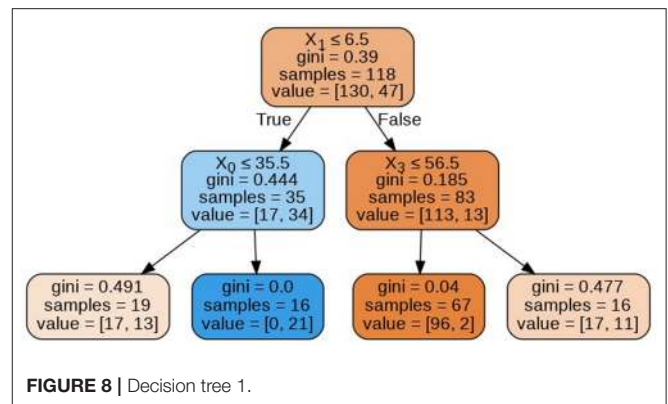 X₁ ≤ 6.5
gini = 0.39
samples = 118
value = [130, 47]
True
False
X₀ ≤ 35.5
gini = 0.444
samples = 35
value = [17, 34]
X₃ ≤ 56.5
gini = 0.185
samples = 83
value = [113, 13]
gini = 0.491
samples = 19
value = [17, 13]
gini = 0.0
samples = 16
value = [0, 21]
gini = 0.04
samples = 67
value = [96, 2]
gini = 0.477
samples = 16
value = [17, 11]
FIGURE 8 | Decision tree 1.